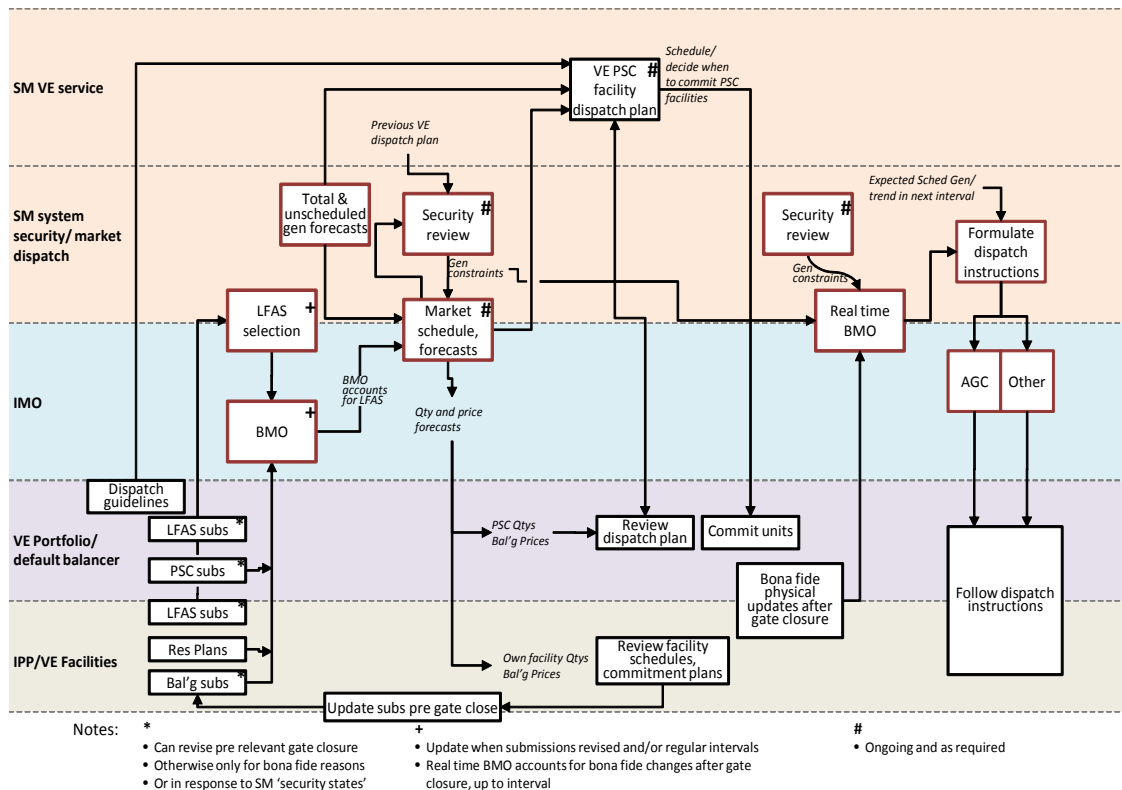 SM VE service
VE PSC
facility
dispatch plan
#
Schedule/
decide when
to commit PSC
facilities
Previous VE
dispatch plan
SM system
security/ market
dispatch
Total &
unscheduled
gen forecasts
Security
review
#
Gen
constraints
Security
review
#
Gen
constraints
Expected Sched Gen/
trend in next interval
Formulate
dispatch
instructions
LFAS
selection
+
Market
schedule,
forecasts
#
Real time
BMO
IMO
BMO
accounts
for LFAS
BMO
+
Qty and price
forecasts
AGC
Other
Dispatch
guidelines
VE Portfolio/
default balancer
LFAS subs
*
PSC subs
*
LFAS subs
*
PSC Qtys
Bal'g Prices
Review
dispatch plan
Commit units
Bona fide
physical
updates after
gate closure
Follow dispatch
instructions
IPP/VE Facilities
Res Plans
Bal'g subs
*
Own facility Qtys
Bal'g Prices
Review facility
schedules,
commitment plans
Update subs pre gate close
Notes:
*
• Can revise pre relevant gate closure
• Otherwise only for bona fide reasons
• Or in response to SM 'security states'
+
• Update when submissions revised and/or regular intervals
• Real time BMO accounts for bona fide changes after gate
closure, up to interval
#
• Ongoing and as required